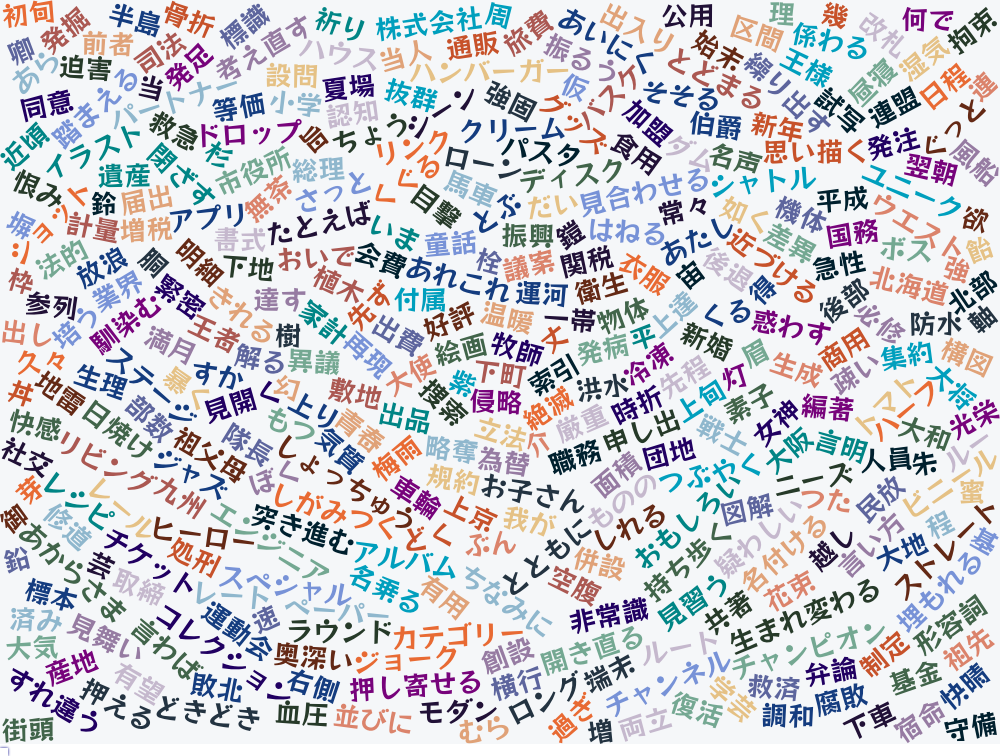 初旬
半島
骨折
標識
祈り
株式会社
周
あいにく
出入り
公用
区間
理
幾
係わる
改札
何で
拘束
卿
発掘
前者
司法
考え直す
ハウス
当人
通販
旅費
振るう
とどまる
始末
繰り出す
王様
昼寝
湿気
あら
迫害
当
発足
設問
夏場
ハンバーガー
仮
バスケ
そそる
試写
連盟
日程
連
同意
踏まえる
パートナー
等価
小学
認知
抜群
シーン
強固
グッズ
加盟
伯爵
新年
発注
ぐっと
近頃
イラスト
救急
ドロップ
缶
ちょうど
リンク
クリーム
パスタ
食用
ダム
名声
思い描く
翌朝
風船
恨み
遺産
閉ざす
杉
市役所
総理
くぐる
ローン
ディスク
見合わせる
シャトル
ユニーク
ショット
鈴
届出
アプリ
無茶
さっと
目撃
馬車
ぶ
だい
常々
如く
機体
平成
ウエスト
欲
塀
計量
増税
書式
たとえば
いま
童話
と
振興
鎧
はねる
あたし
近づける
差異
国務
ボス
強
飴
枠
法的
放浪
胴
明細
下地
おいで
会費
あれこれ
栓
議案
関税
衣服
宙
後退
得
急性
北海道
北部
参列
業界
緊密
きれる
達す
植木
先ず
付属
運河
衛生
くる
惑わす
後部
必修
防水
軸
出し
培う
馴染む
満月
王者
樹
家計
出費
好評
温暖
一帯
物体
平
上達
新婚
眉
商用
集約
構図
久々
ステージ
解る
異議
再現
絵画
牧師
丈
発病
冷凍
先程
灯
生成
疎い
大弱
丼
地雷
生理
暴く
すかく
幻
敷地
大使
捜索
紫
下町
索引
洪水
上旬
素子
女神
編著
トマト
ハーフ
光栄
快感
日焼け
部数
見開く
もつ
上り
青春
出品
侵略
絶滅
厳重
時折
戦士
大阪
言明
大和
社交
リビング
祖父母
隊長
気質
梅雨
略奪
立法
介
職務
申し出
団地
つぶやく
ニーズ
人員
朱
ルール
坂
レシピ
九州
ジャズ
ぼし
しょっちゅう
車輪
規約
為替
お子さん
面積
ものの
おもしろい
図解
つた
民放
ビニール
蜜
御
修道
レール
エンジニア
突き進む
しがみつく
とく
上京
我が
しれる
持ち歩く
疑わしい
名付ける
越し
言い方
程
ストレート
鉛
あからさま
芸
チケット
ヒーロー
処刑
アルバム
ぶん
とともに
併設
見習う
共著
花束
大地
基
標本
取締
レート
スペシャル
名乗る
有用
ちなみに
空腹
非常識
生まれ変わる
埋もれる
形容詞
済み
見舞い
コレクション
運動会
速
ペーパー
ラウンド
カテゴリー
開き直る
ルート
チャンピオン
制定
祖先
大気
産地
言わば
奥深い
ジョーク
創設
端末
チャンネル
救済
弁論
基金
快晴
すれ違う
有望
押える
敗北
どきどき
右側
押し寄せる
横行
ロング
過ぎ
復活
学芸
調和
腐敗
下車
宿命
守備
街頭
血圧
並びに
モダン
むら
増
両立